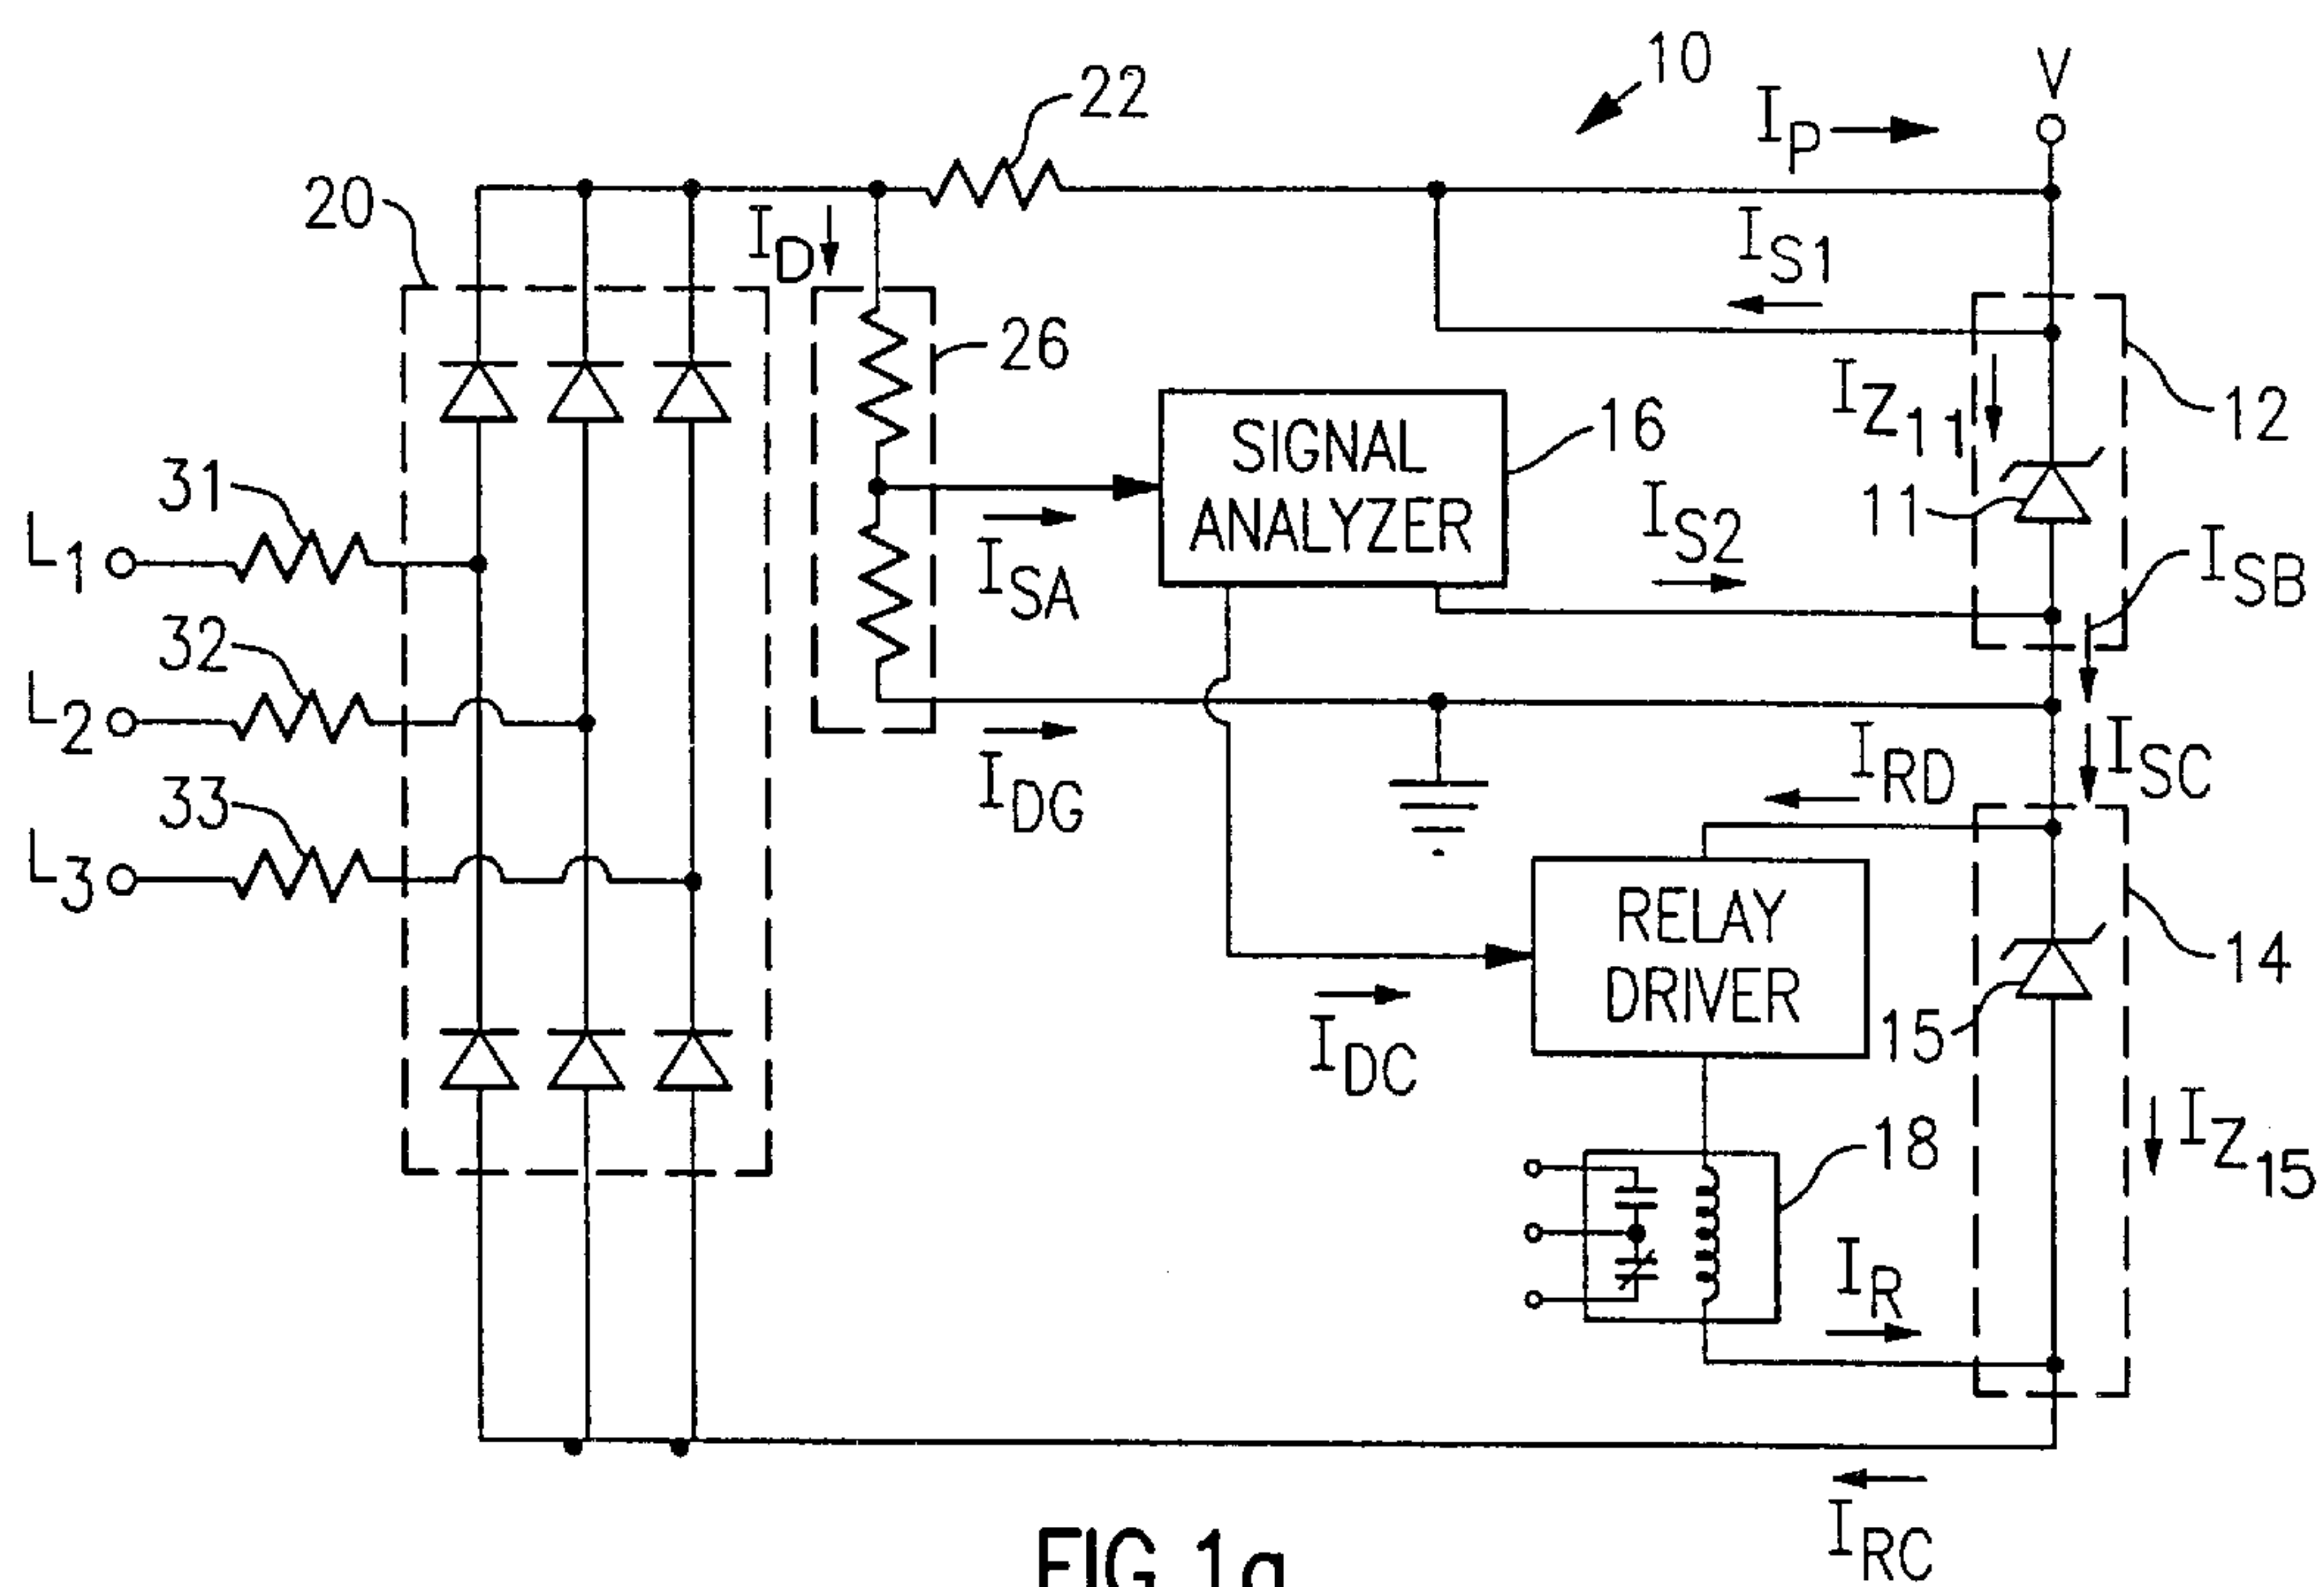 10
V
22
I_P
20
I_D
I_S1
26
I_Z11
12
SIGNAL
ANALYZER
16
31
11
I_S2
I_SB
L1
I_SA
32
L2
I_DG
I_RD
I_SC
33
L3
RELAY
DRIVER
14
15
I_DC
18
I_Z15
I_R
I_RC
FIG.1a